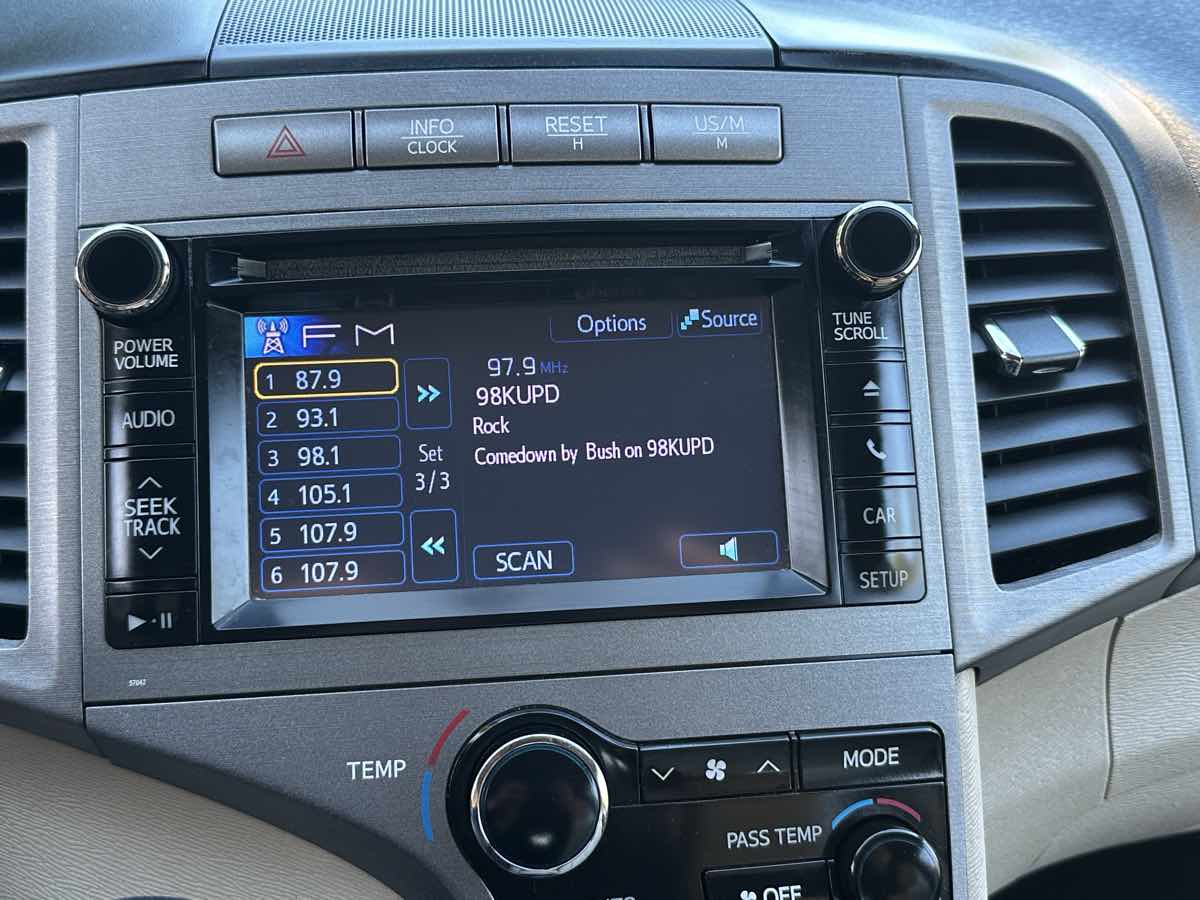 INFO
CLOCK
RESET
H
US/M
M
POWER
VOLUME
AUDIO
SEEK
TRACK
FM
Options
Source
1 87.9
2 93.1
3 98.1
4 105.1
5 107.9
6 107.9
Set
3/3
97.9 MHz
98KUPD
Rock
Comedown by Bush on 98KUPD
SCAN
TUNE
SCROLL
CAR
SETUP
57042
TEMP
MODE
PASS TEMP
OFF